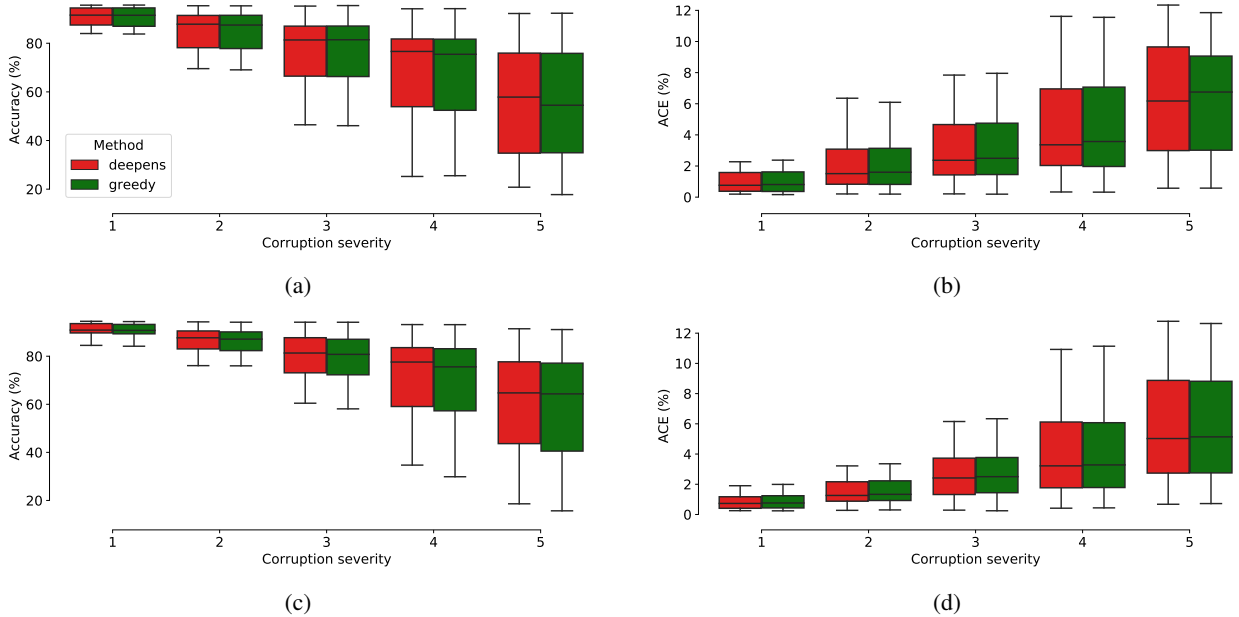 Accuracy (%)
80
60
40
20
Method
deepens
greedy
1 2 3 4 5
Corruption severity
(a)
ACE (%)
12
10
8
6
4
2
0
1 2 3 4 5
Corruption severity
(b)
Accuracy (%)
80
60
40
20
1 2 3 4 5
Corruption severity
(c)
ACE (%)
12
10
8
6
4
2
0
1 2 3 4 5
Corruption severity
(d)